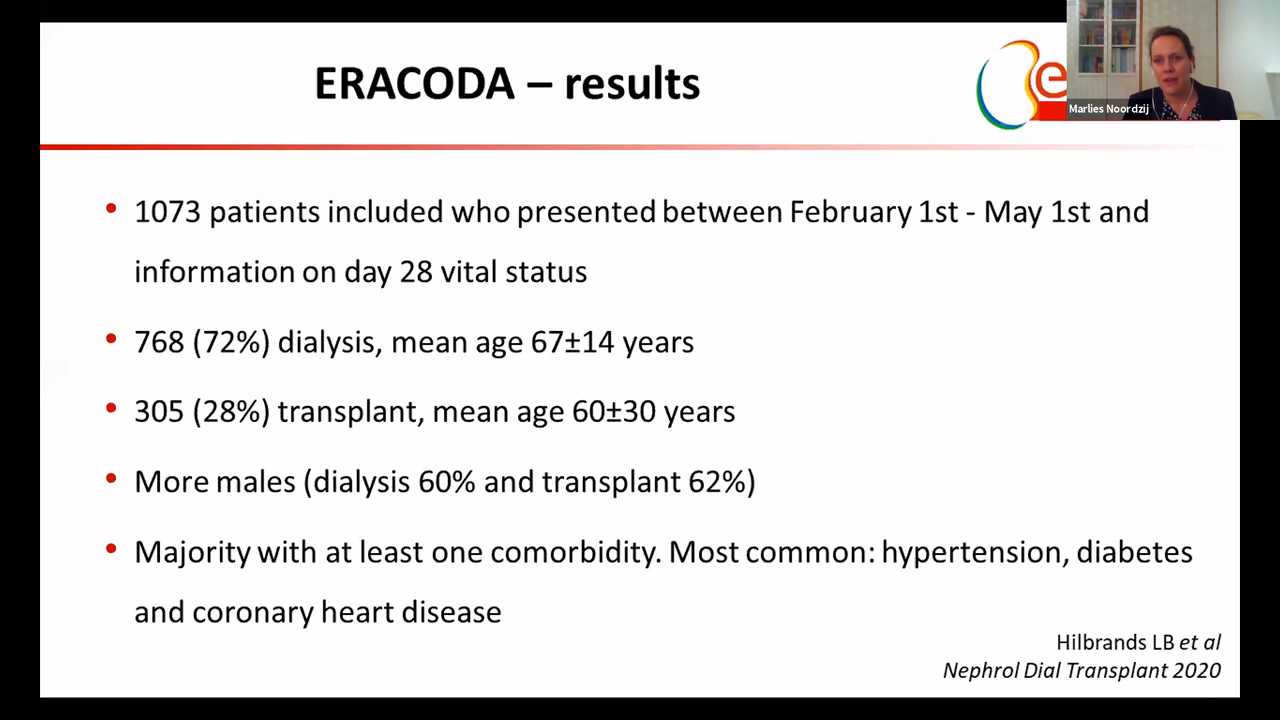 ERACODA – results
e
Marlies Noordzij
• 1073 patients included who presented between February 1st - May 1st and
information on day 28 vital status
• 768 (72%) dialysis, mean age 67±14 years
• 305 (28%) transplant, mean age 60±30 years
• More males (dialysis 60% and transplant 62%)
• Majority with at least one comorbidity. Most common: hypertension, diabetes
and coronary heart disease
Hilbrands LB et al
Nephrol Dial Transplant 2020